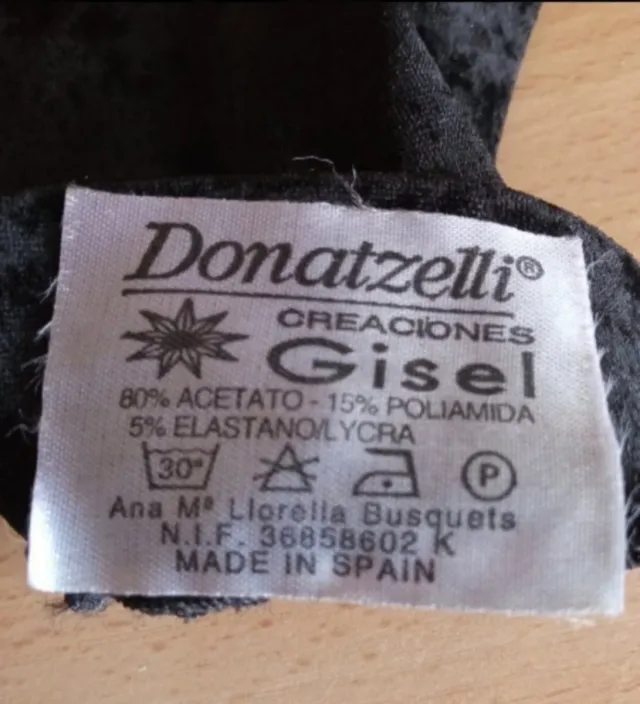 Donatzelli®
CREACIONES
Gisel
80% ACETATO - 15% POLIAMIDA
5% ELASTANO/LYCRA
30° P
Ana Mª Llorella Busquets
N.I.F. 36858602 K
MADE IN SPAIN